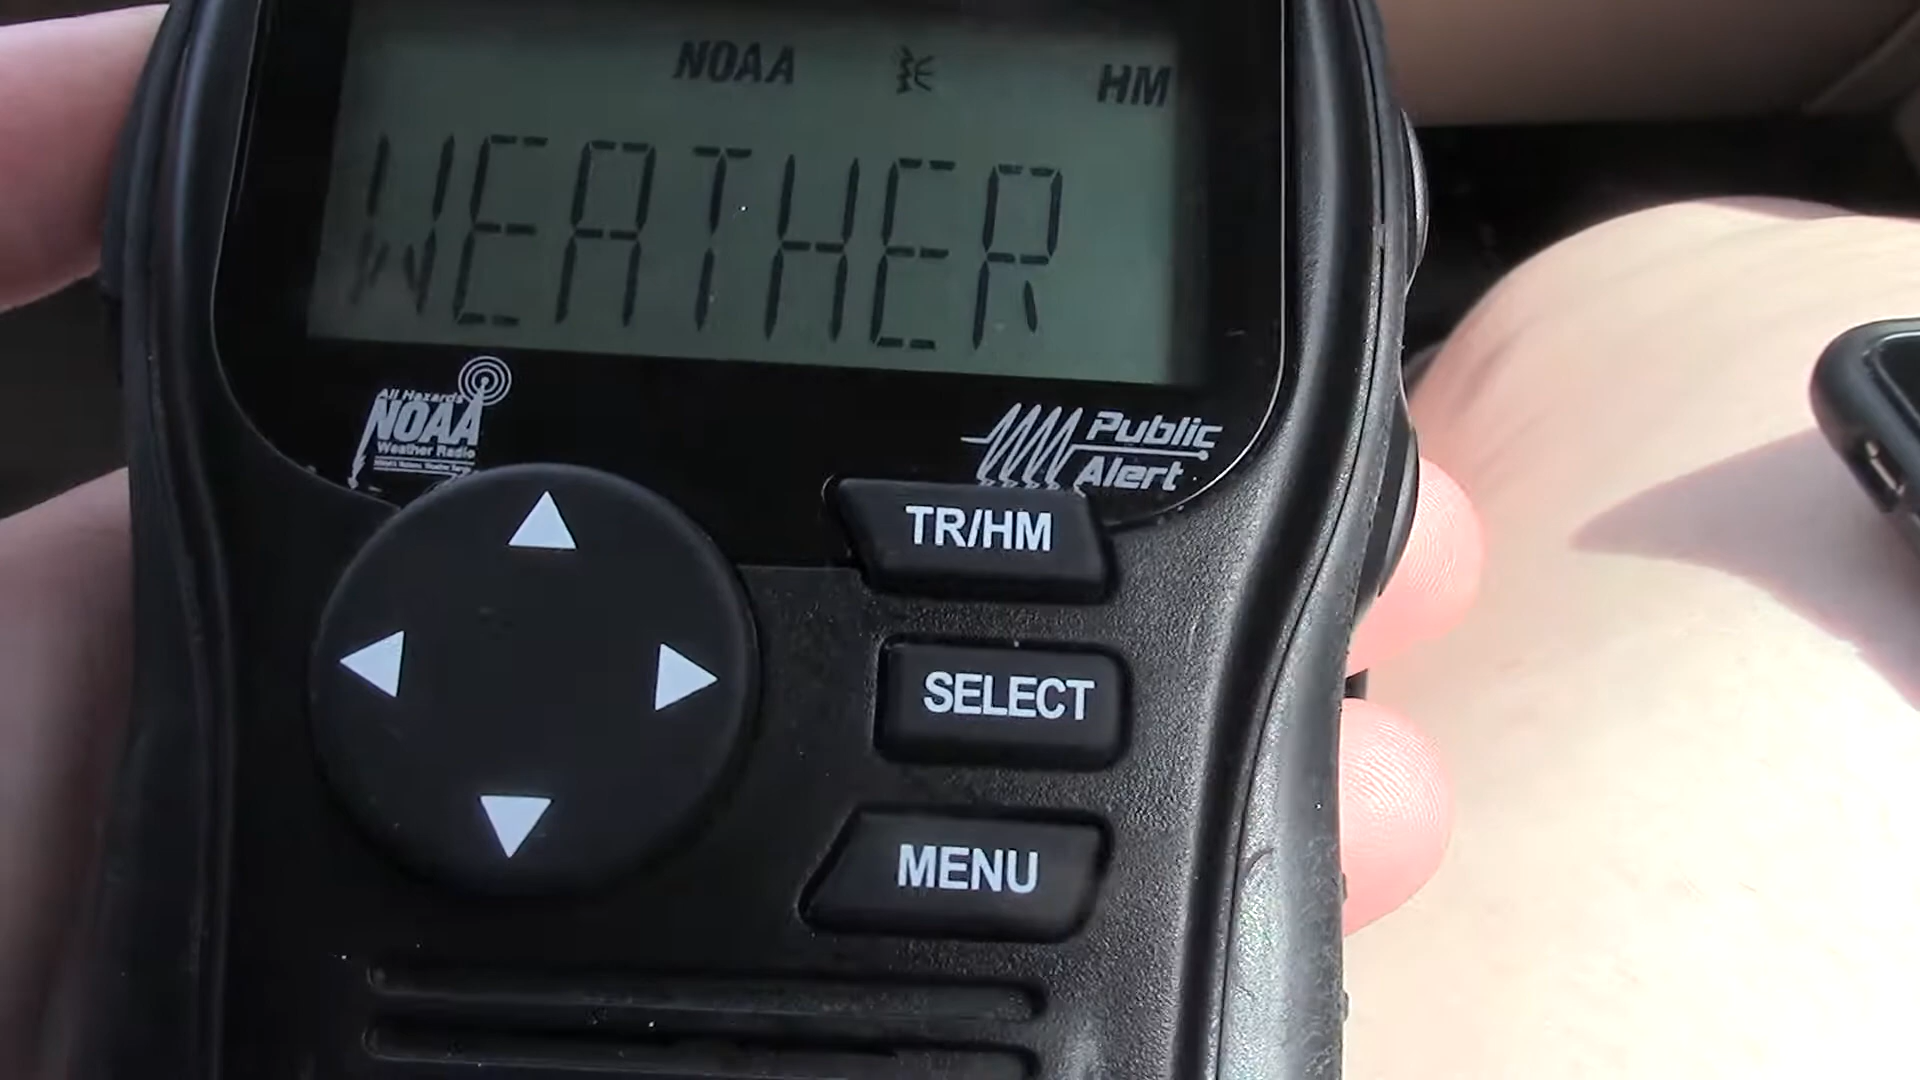 NOAA HM
WEATHER
All Hazards
NOAA
Weather Radio
Public
Alert
TR/HM
SELECT
MENU